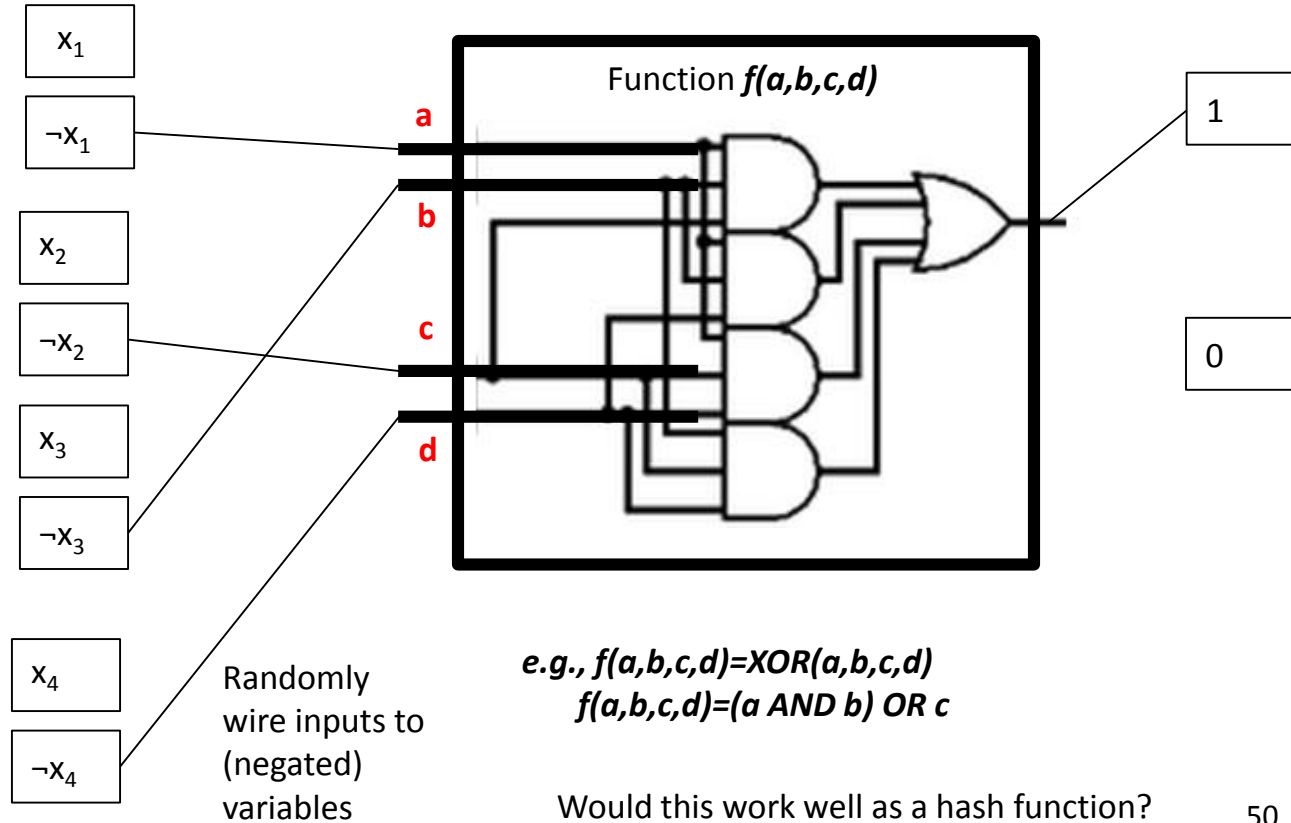 x₁
¬x₁
x₂
¬x₂
x₃
¬x₃
x₄
¬x₄
Randomly
wire inputs to
(negated)
variables
Function f(a,b,c,d)
a
b
c
d
1
0
e.g., f(a,b,c,d)=XOR(a,b,c,d)
f(a,b,c,d)=(a AND b) OR c
Would this work well as a hash function?
50